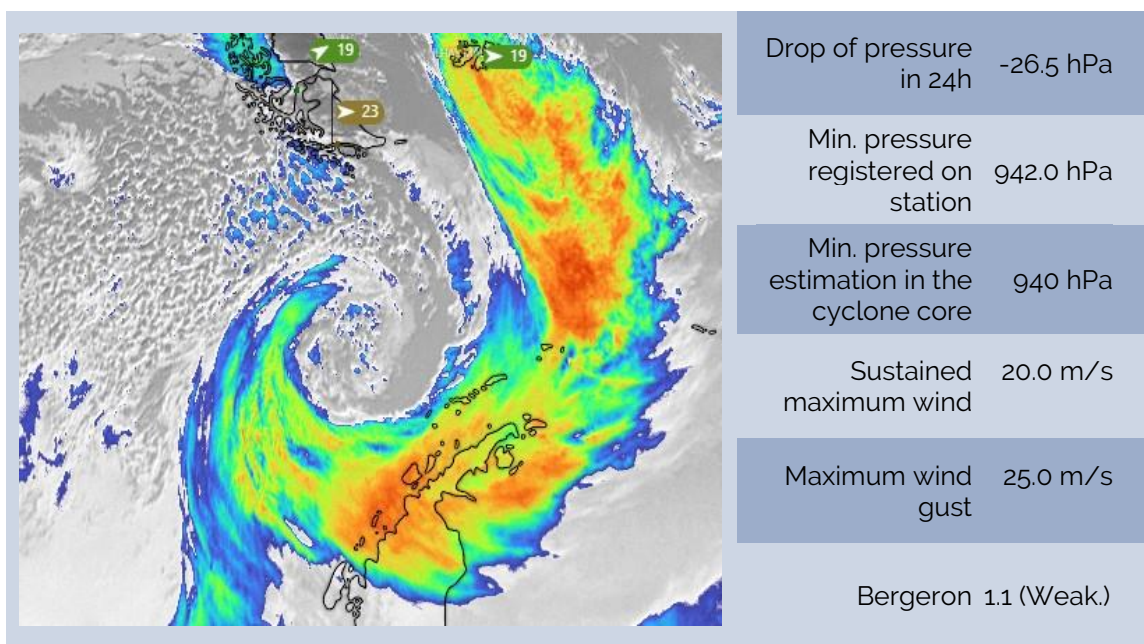 19
19
23
Drop of pressure
in 24h
-26.5 hPa
Min. pressure
registered on
station
942.0 hPa
Min. pressure
estimation in the
cyclone core
940 hPa
Sustained
maximum wind
20.0 m/s
Maximum wind
gust
25.0 m/s
Bergeron 1.1 (Weak.)